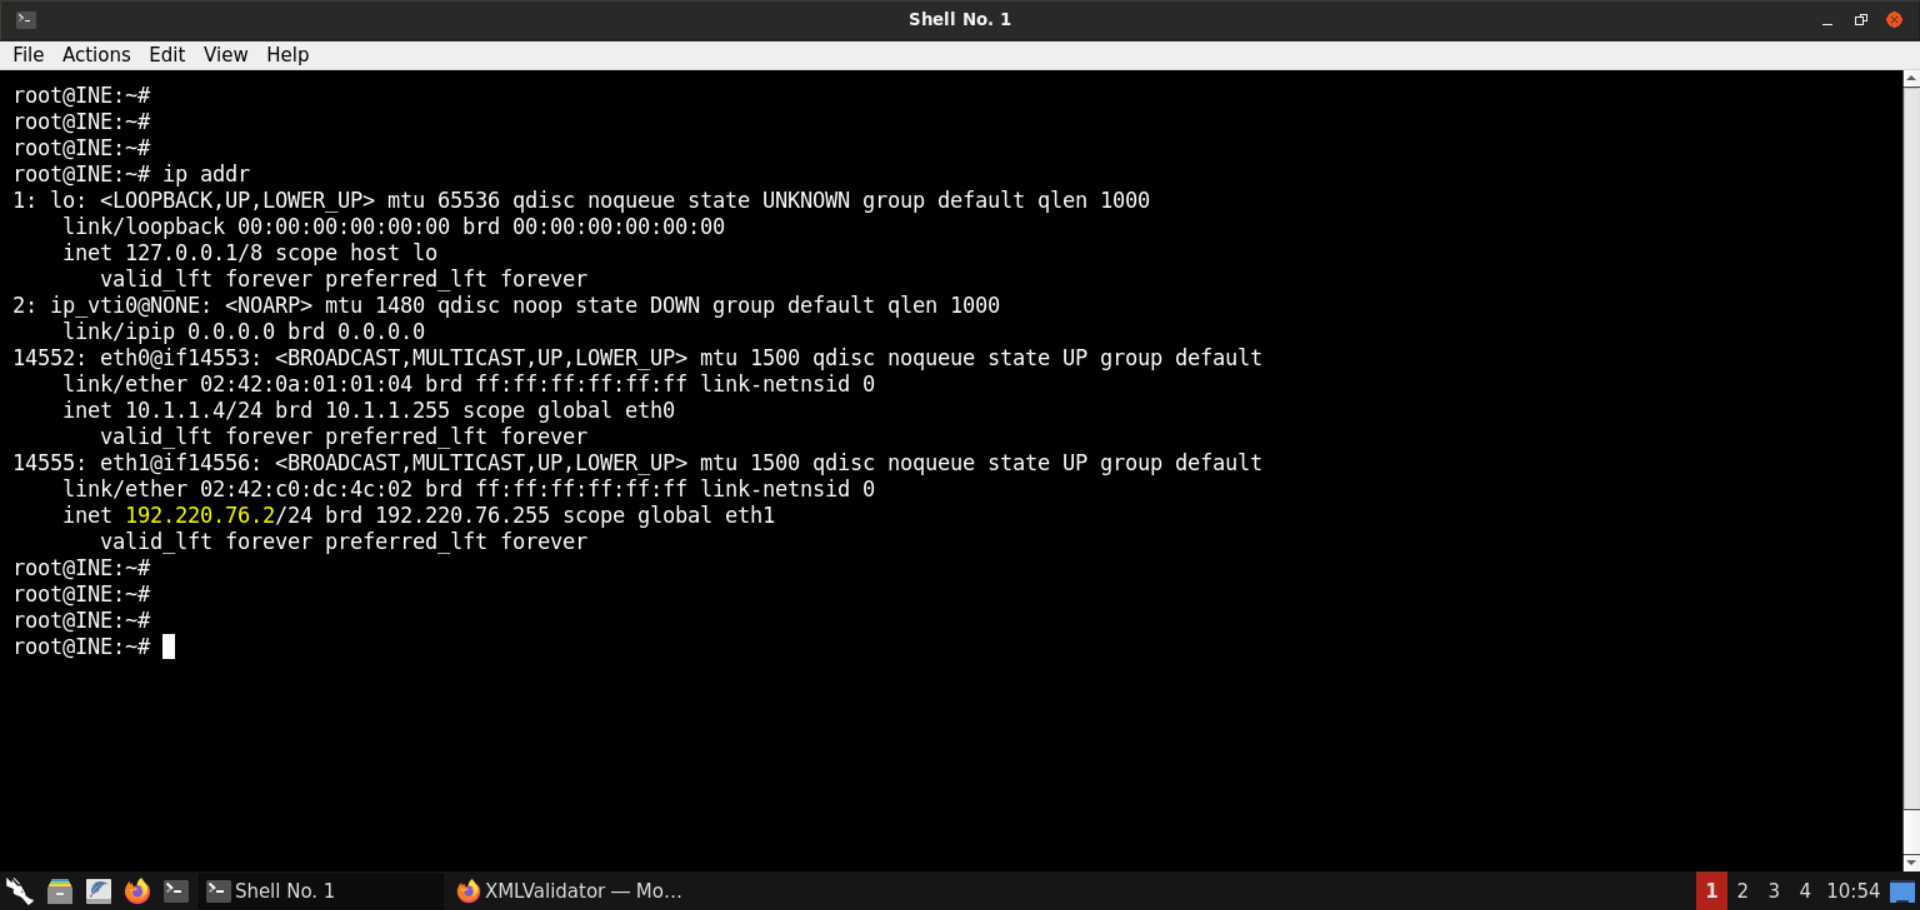 Shell No. 1
File Actions Edit View Help
root@INE:~#
root@INE:~#
root@INE:~#
root@INE:~# ip addr
1: lo: <LOOPBACK,UP,LOWER_UP> mtu 65536 qdisc noqueue state UNKNOWN group default qlen 1000
    link/loopback 00:00:00:00:00:00 brd 00:00:00:00:00:00
    inet 127.0.0.1/8 scope host lo
       valid_lft forever preferred_lft forever
2: ip_vti0@NONE: <NOARP> mtu 1480 qdisc noop state DOWN group default qlen 1000
    link/ipip 0.0.0.0 brd 0.0.0.0
14552: eth0@if14553: <BROADCAST,MULTICAST,UP,LOWER_UP> mtu 1500 qdisc noqueue state UP group default
    link/ether 02:42:0a:01:01:04 brd ff:ff:ff:ff:ff:ff link-netnsid 0
    inet 10.1.1.4/24 brd 10.1.1.255 scope global eth0
       valid_lft forever preferred_lft forever
14555: eth1@if14556: <BROADCAST,MULTICAST,UP,LOWER_UP> mtu 1500 qdisc noqueue state UP group default
    link/ether 02:42:c0:dc:4c:02 brd ff:ff:ff:ff:ff:ff link-netnsid 0
    inet 192.220.76.2/24 brd 192.220.76.255 scope global eth1
       valid_lft forever preferred_lft forever
root@INE:~#
root@INE:~#
root@INE:~#
root@INE:~#
Shell No. 1 XMLValidator — Mo... 1 2 3 4 10:54